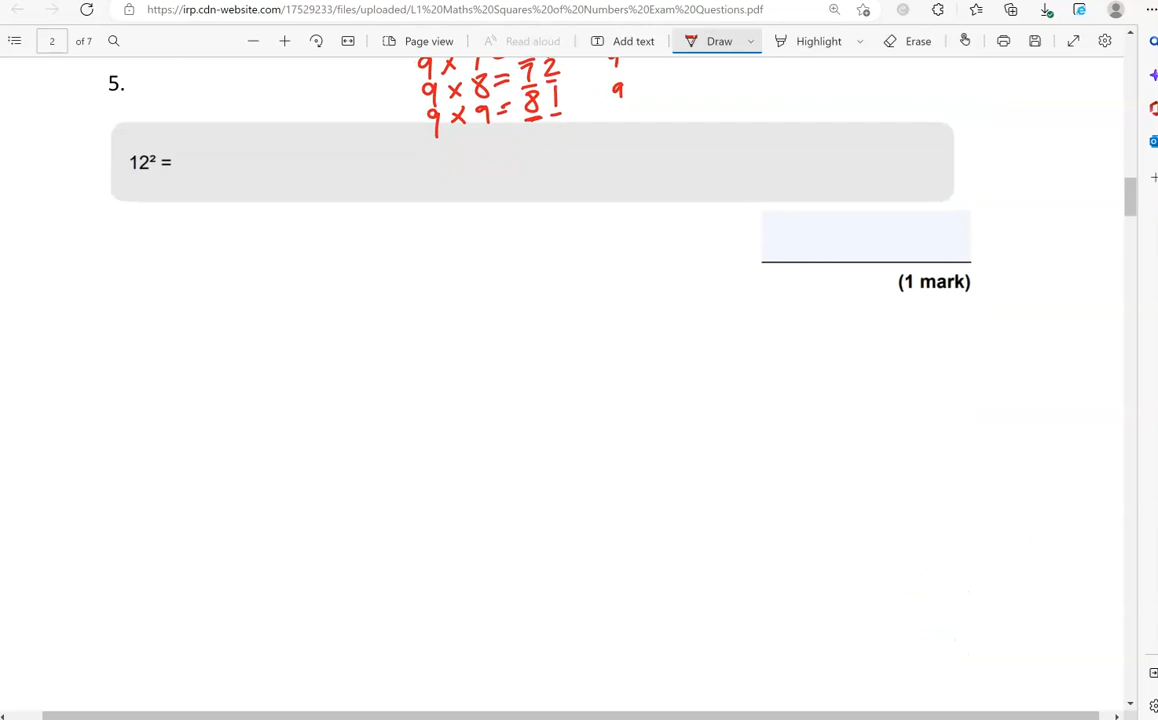 https://irp.cdn-website.com/17529233/files/uploaded/L1%20Maths%20Squares%20of%20Numbers%20Exam%20Questions.pdf
2 of 7 Page view Read aloud Add text Draw Highlight Erase
9 × 8 = 72 9
5. 9 × 9 = 81
12² =
(1 mark)